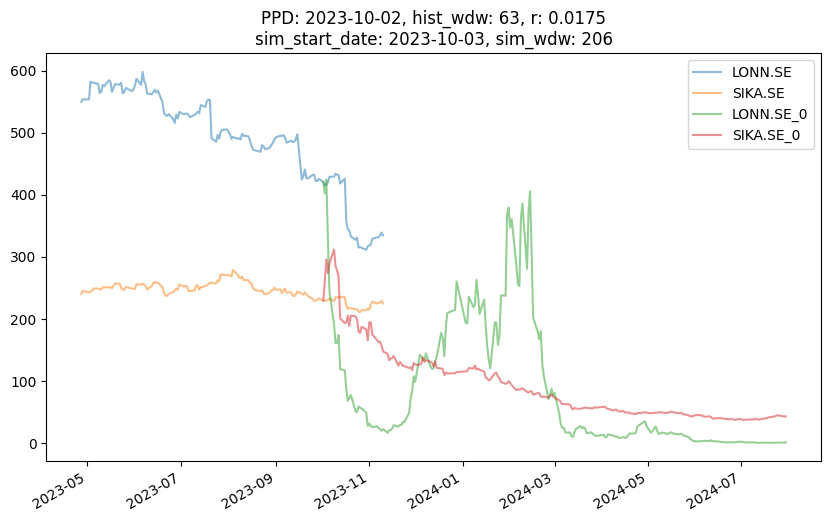 PPD: 2023-10-02, hist_wdw: 63, r: 0.0175
sim_start_date: 2023-10-03, sim_wdw: 206
LONN.SE
SIKA.SE
LONN.SE_0
SIKA.SE_0
600
500
400
300
200
100
0
2023-05
2023-07
2023-09
2023-11
2024-01
2024-03
2024-05
2024-07